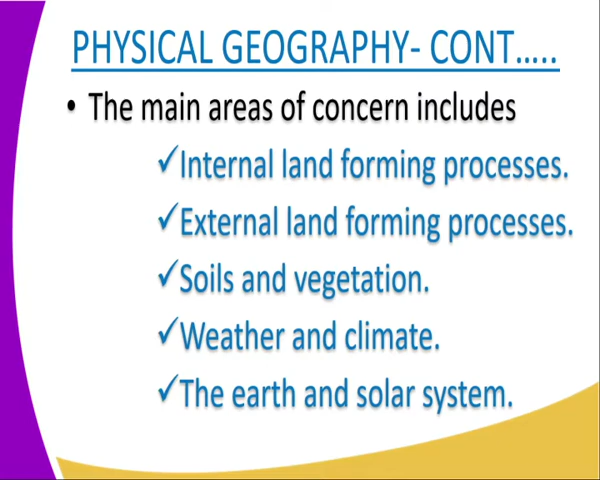 PHYSICAL GEOGRAPHY- CONT…..
• The main areas of concern includes
✓Internal land forming processes.
✓External land forming processes.
✓Soils and vegetation.
✓Weather and climate.
✓The earth and solar system.